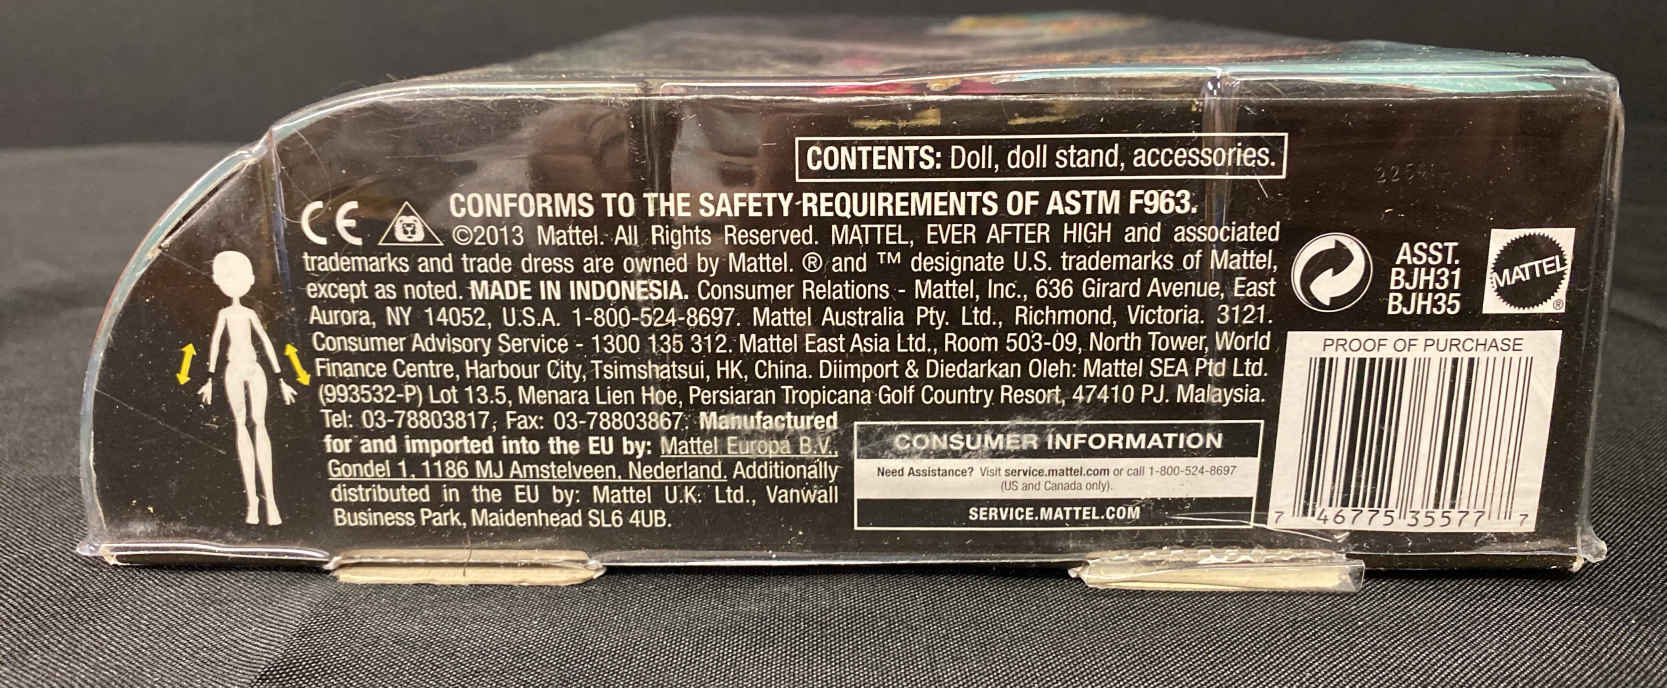 CONTENTS: Doll, doll stand, accessories.
CONFORMS TO THE SAFETY REQUIREMENTS OF ASTM F963.
CE ©2013 Mattel. All Rights Reserved. MATTEL, EVER AFTER HIGH and associated
trademarks and trade dress are owned by Mattel. ® and ™ designate U.S. trademarks of Mattel,
except as noted. MADE IN INDONESIA. Consumer Relations - Mattel, Inc., 636 Girard Avenue, East
Aurora, NY 14052, U.S.A. 1-800-524-8697. Mattel Australia Pty. Ltd., Richmond, Victoria. 3121.
Consumer Advisory Service - 1300 135 312. Mattel East Asia Ltd., Room 503-09, North Tower, World
Finance Centre, Harbour City, Tsimshatsui, HK, China. Diimport & Diedarkan Oleh: Mattel SEA Ptd Ltd.
(993532-P) Lot 13.5, Menara Lien Hoe, Persiaran Tropicana Golf Country Resort, 47410 PJ. Malaysia.
Tel: 03-78803817, Fax: 03-78803867. Manufactured
for and imported into the EU by: Mattel Europa B.V.,
Gondel 1, 1186 MJ Amstelveen, Nederland. Additionally
distributed in the EU by: Mattel U.K. Ltd., Vanwall
Business Park, Maidenhead SL6 4UB.
CONSUMER INFORMATION
Need Assistance? Visit service.mattel.com or call 1-800-524-8697
(US and Canada only).
SERVICE.MATTEL.COM
ASST.
BJH31
BJH35
MATTEL®
PROOF OF PURCHASE
7 46775 35577 7